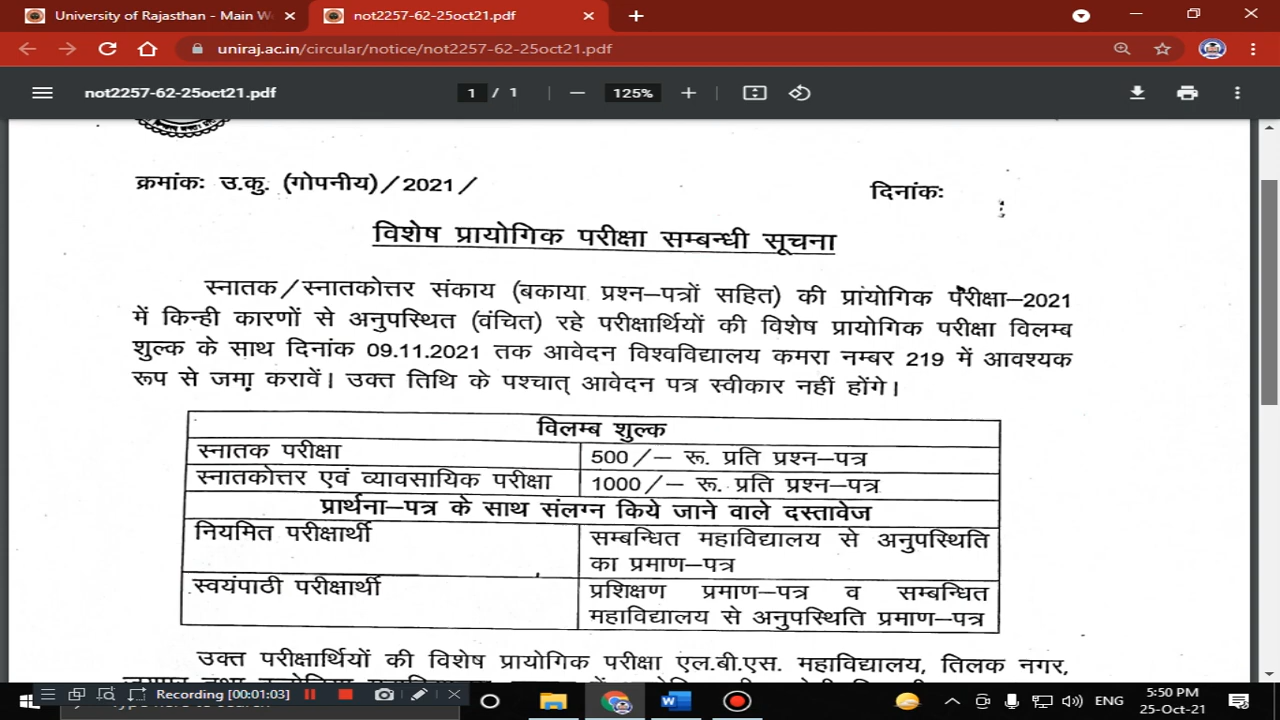 University of Rajasthan - Main W
not2257-62-25oct21.pdf
uniraj.ac.in/circular/notice/not2257-62-25oct21.pdf
not2257-62-25oct21.pdf
1 / 1
125%
क्रमांकः उ.कु. (गोपनीय)/2021/
दिनांकः
विशेष प्रायोगिक परीक्षा सम्बन्धी सूचना
स्नातक/स्नातकोत्तर संकाय (बकाया प्रश्न–पत्रों सहित) की प्रांयोगिक परीक्षा–2021
में किन्ही कारणों से अनुपस्थित (वंचित) रहे परीक्षार्थियों की विशेष प्रायोगिक परीक्षा विलम्ब
शुल्क के साथ दिनांक 09.11.2021 तक आवेदन विश्वविद्यालय कमरा नम्बर 219 में आवश्यक
रूप से जमा करावें। उक्त तिथि के पश्चात् आवेदन पत्र स्वीकार नहीं होंगे।
विलम्ब शुल्क
स्नातक परीक्षा 500/– रू. प्रति प्रश्न–पत्र
स्नातकोत्तर एवं व्यावसायिक परीक्षा 1000/– रू. प्रति प्रश्न–पत्र
प्रार्थना–पत्र के साथ संलग्न किये जाने वाले दस्तावेज
नियमित परीक्षार्थी सम्बन्धित महाविद्यालय से अनुपस्थिति
का प्रमाण–पत्र
स्वयंपाठी परीक्षार्थी प्रशिक्षण प्रमाण–पत्र व सम्बन्धित
महाविद्यालय से अनुपस्थिति प्रमाण–पत्र
उक्त परीक्षार्थियों की विशेष प्रायोगिक परीक्षा एल.बी.एस. महाविद्यालय, तिलक नगर,
Recording [00:01:03]
ENG
5:50 PM
25-Oct-21